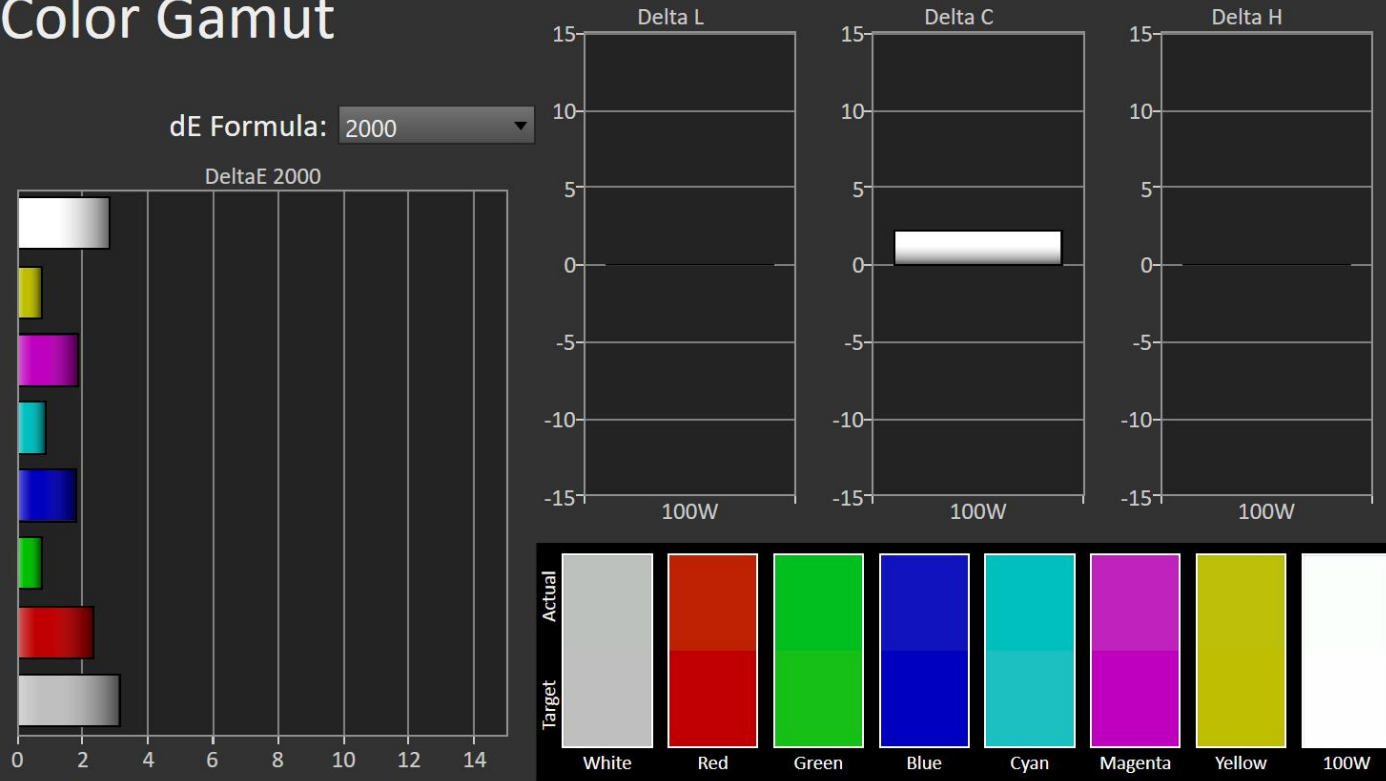 Color Gamut
dE Formula: 2000
DeltaE 2000
0 2 4 6 8 10 12 14
Delta L
15
10
5
0
-5
-10
-15
100W
Delta C
15
10
5
0
-5
-10
-15
100W
Delta H
15
10
5
0
-5
-10
-15
100W
Actual
Target
White Red Green Blue Cyan Magenta Yellow 100W